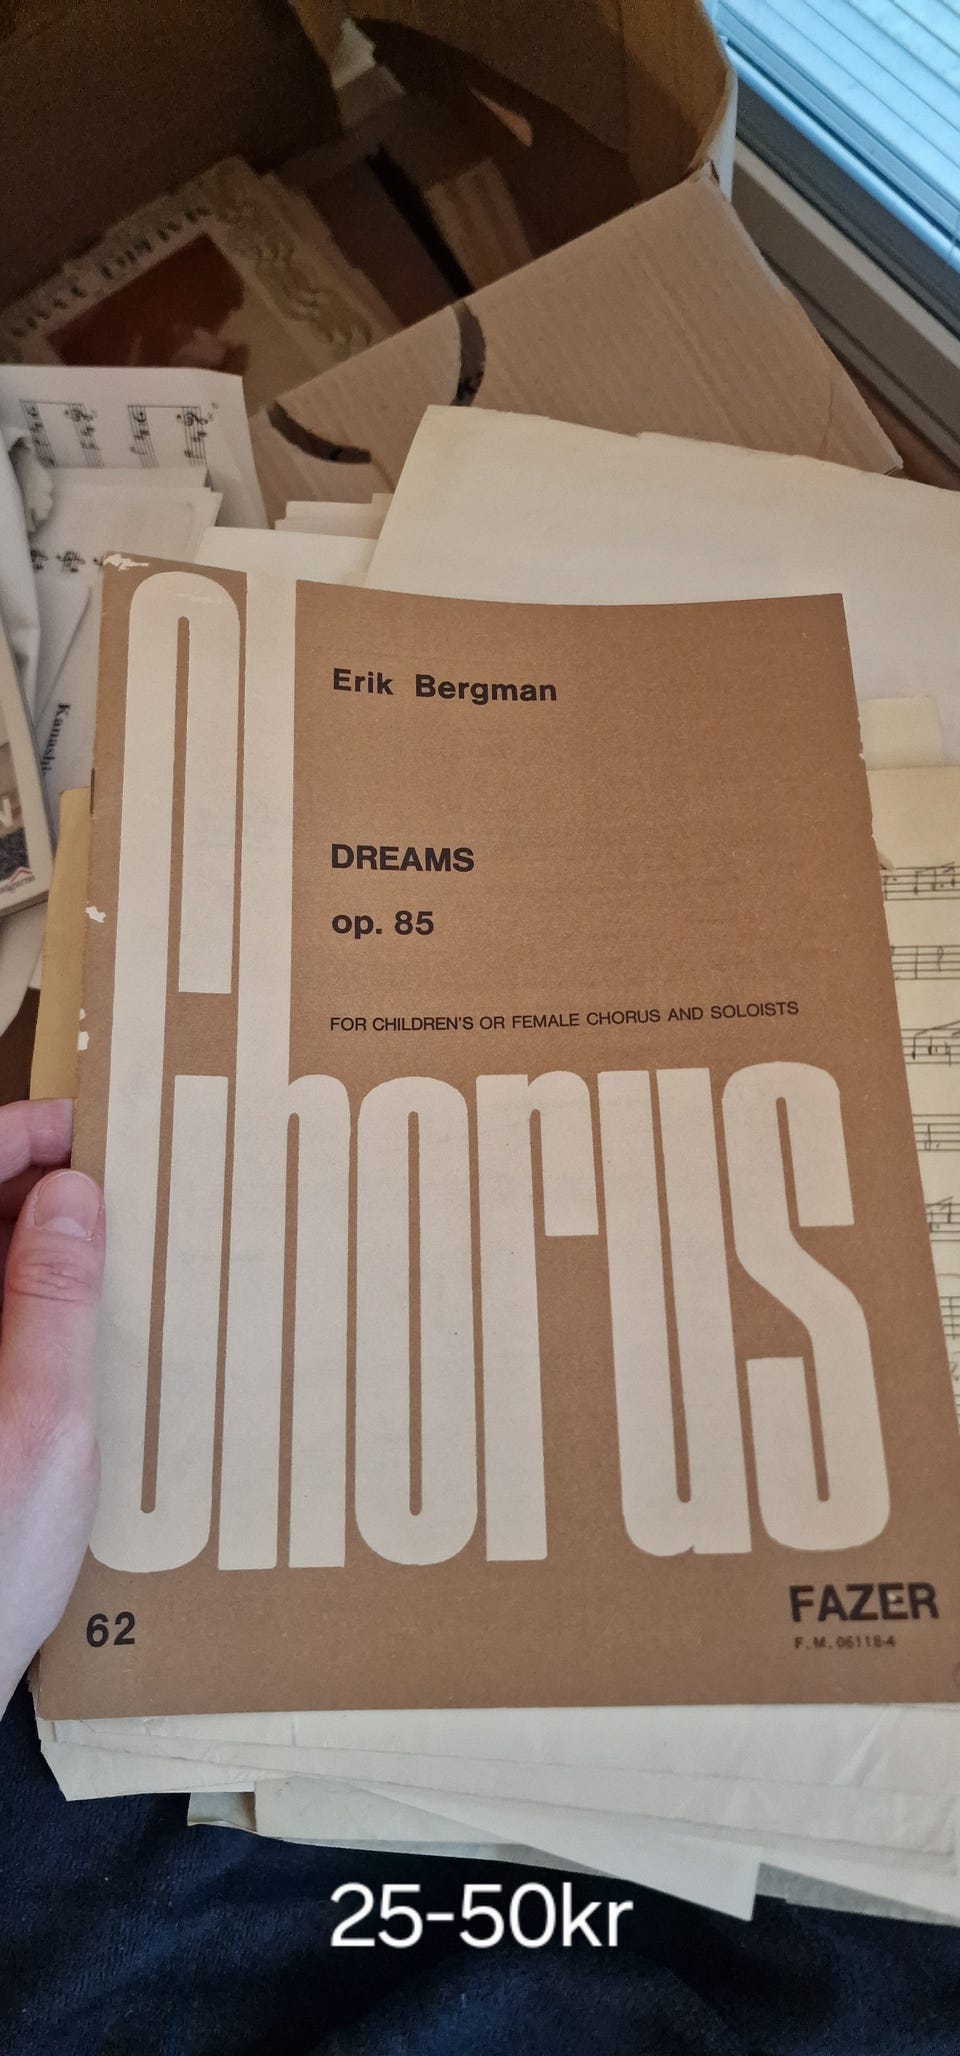 Erik Bergman
DREAMS
op. 85
FOR CHILDREN'S OR FEMALE CHORUS AND SOLOISTS
Chorus
62
FAZER
F.M. 06118-4
25-50kr